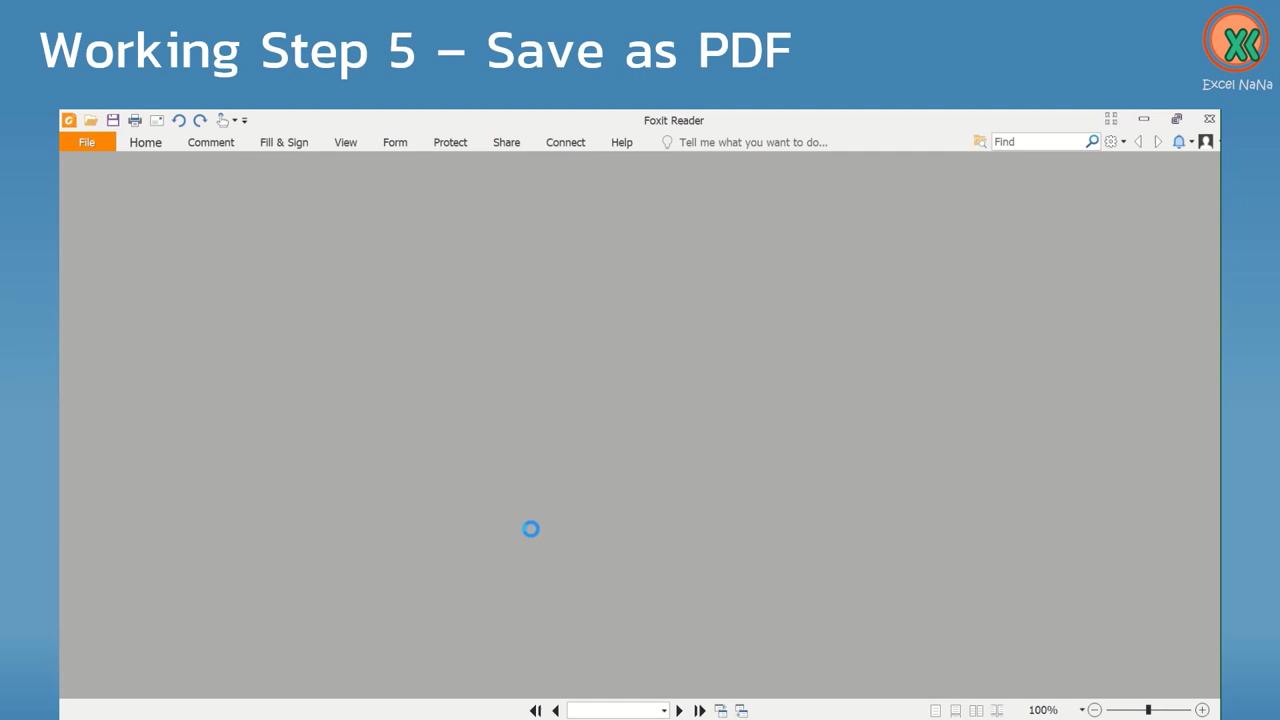 Working Step 5 – Save as PDF
Excel NaNa
Foxit Reader
File Home Comment Fill & Sign View Form Protect Share Connect Help Tell me what you want to do... Find
100%